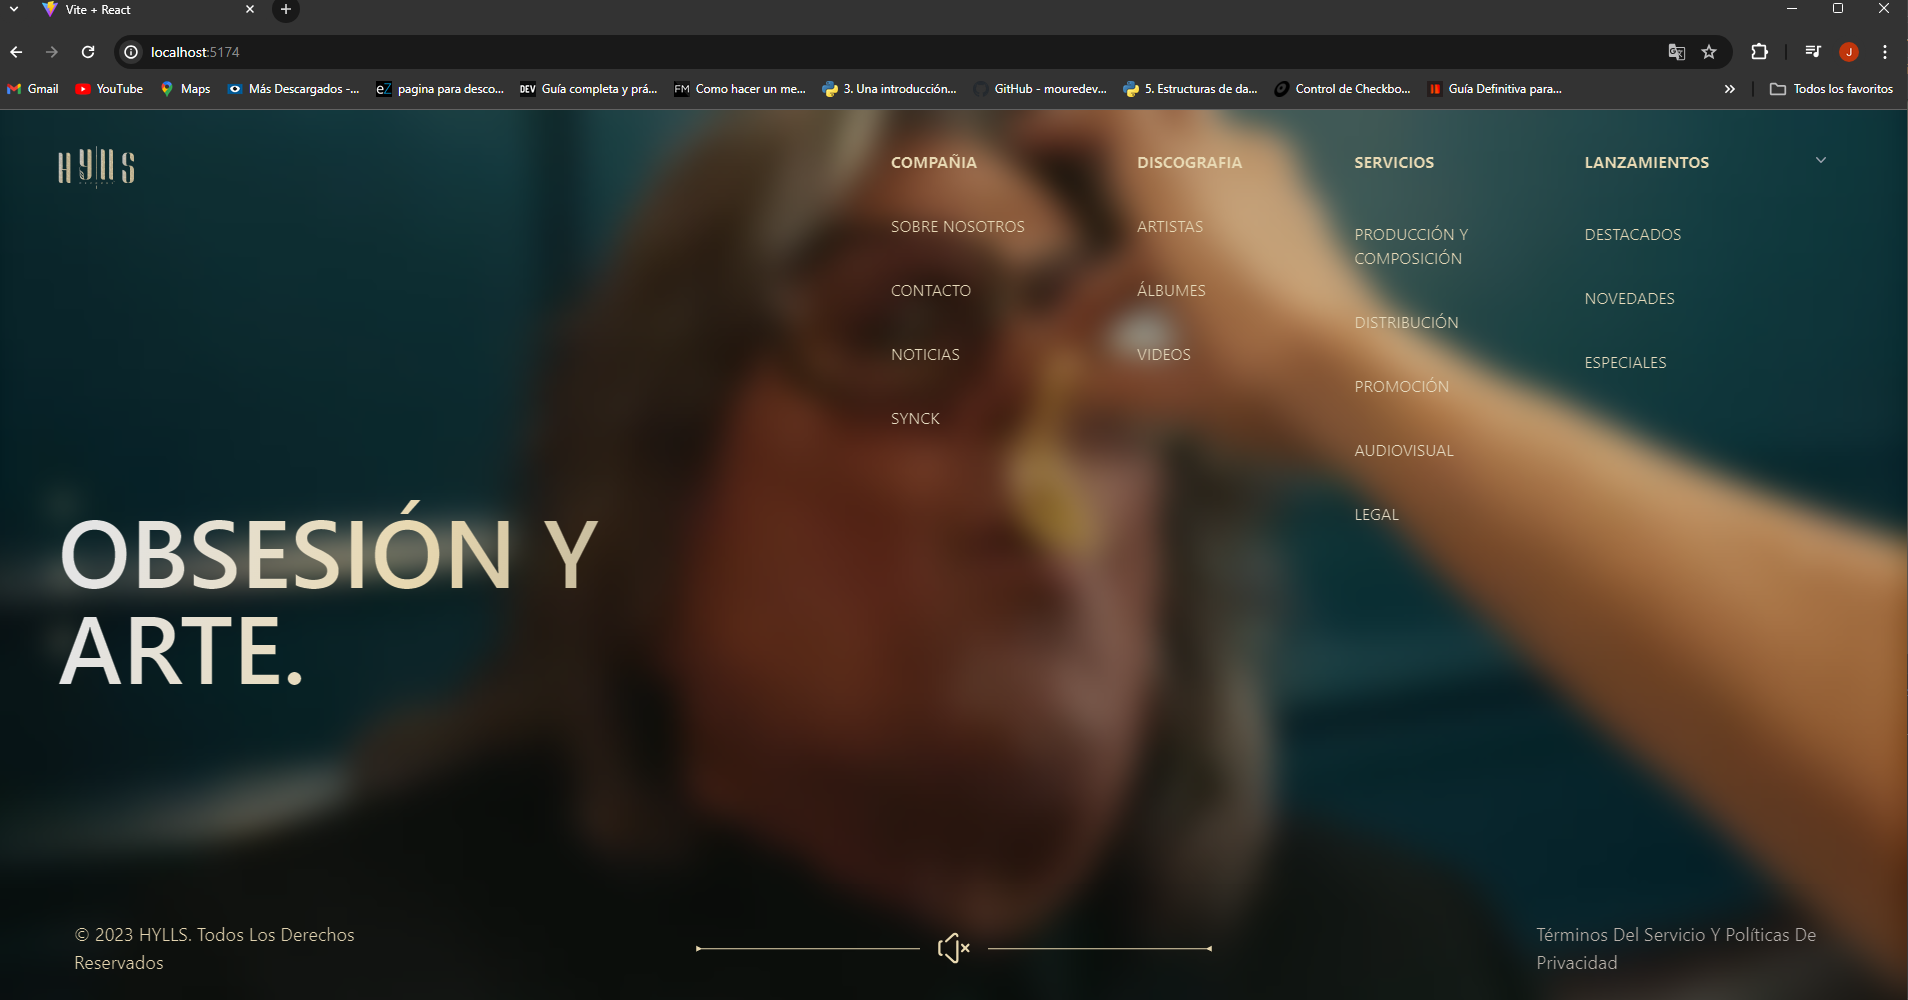 Vite + React
localhost:5174
Gmail
YouTube
Maps
Más Descargados -...
eZ pagina para desco...
DEV Guía completa y prá...
FM Como hacer un me...
3. Una introducción...
GitHub - mouredev...
5. Estructuras de da...
Control de Checkbo...
Guía Definitiva para...
Todos los favoritos
J
HYLLS
COMPAÑIA
SOBRE NOSOTROS
CONTACTO
NOTICIAS
SYNCK
DISCOGRAFIA
ARTISTAS
ÁLBUMES
VIDEOS
SERVICIOS
PRODUCCIÓN Y
COMPOSICIÓN
DISTRIBUCIÓN
PROMOCIÓN
AUDIOVISUAL
LEGAL
LANZAMIENTOS
DESTACADOS
NOVEDADES
ESPECIALES
OBSESIÓN Y
ARTE.
© 2023 HYLLS. Todos Los Derechos
Reservados
Términos Del Servicio Y Políticas De
Privacidad